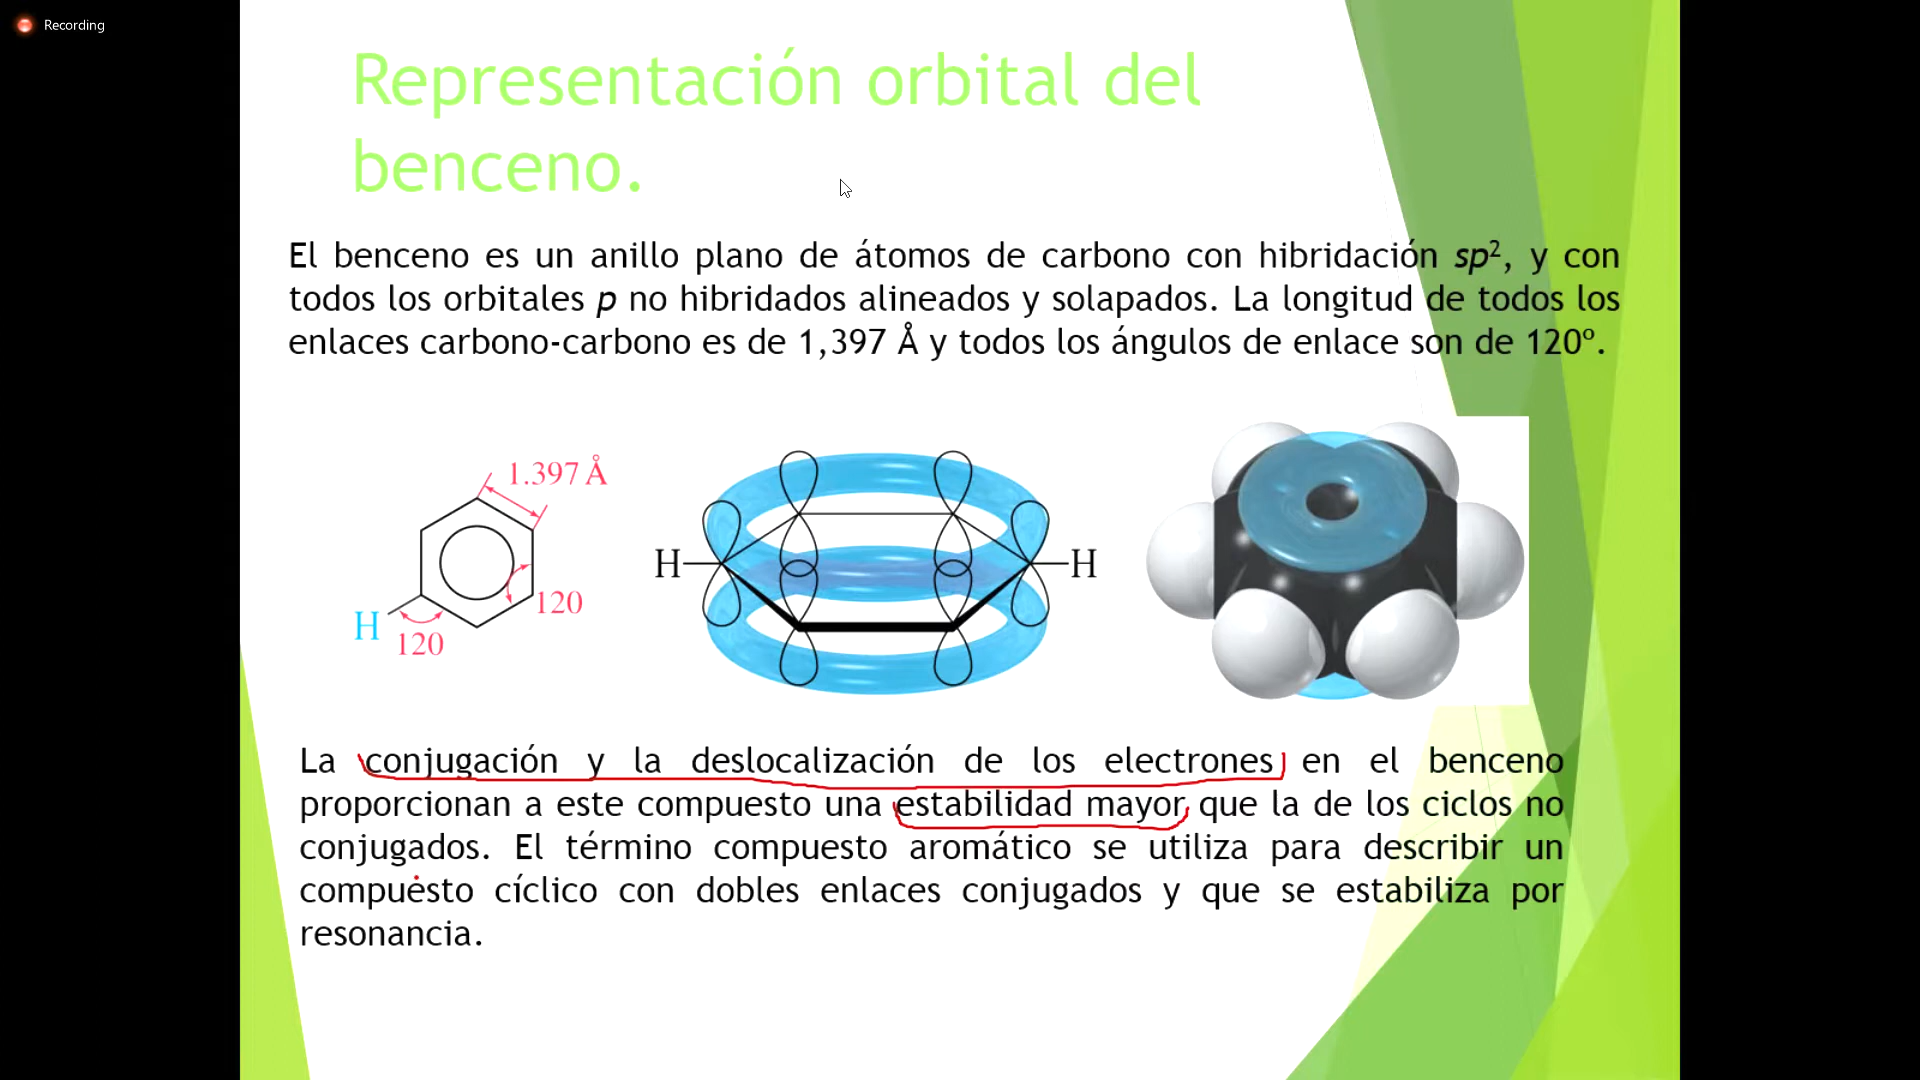 Recording
Representación orbital del
benceno.
El benceno es un anillo plano de átomos de carbono con hibridación sp², y con
todos los orbitales p no hibridados alineados y solapados. La longitud de todos los
enlaces carbono-carbono es de 1,397 Å y todos los ángulos de enlace son de 120º.
1.397 Å
120
H
120
H
H
La conjugación y la deslocalización de los electrones en el benceno
proporcionan a este compuesto una estabilidad mayor que la de los ciclos no
conjugados. El término compuesto aromático se utiliza para describir un
compuesto cíclico con dobles enlaces conjugados y que se estabiliza por
resonancia.